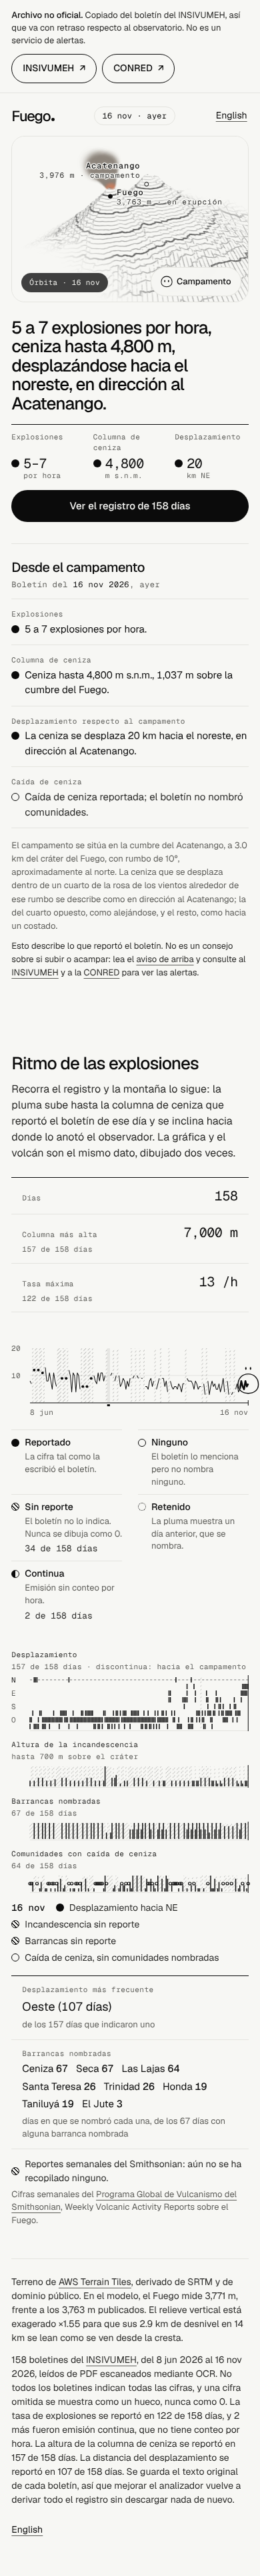 Archivo no oficial. Copiado del boletín del INSIVUMEH, así
que va con retraso respecto al observatorio. No es un
servicio de alertas.
INSIVUMEH ↗ CONRED ↗
Fuego. 16 nov · ayer English
Acatenango
3,976 m · campamento
Fuego
3,763 m · en erupción
Órbita · 16 nov Campamento
5 a 7 explosiones por hora,
ceniza hasta 4,800 m,
desplazándose hacia el
noreste, en dirección al
Acatenango.
Explosiones Columna de ceniza Desplazamiento
5–7 4,800 20
por hora m s.n.m. km NE
Ver el registro de 158 días
Desde el campamento
Boletín del 16 nov 2026, ayer
Explosiones
5 a 7 explosiones por hora.
Columna de ceniza
Ceniza hasta 4,800 m s.n.m., 1,037 m sobre la
cumbre del Fuego.
Desplazamiento respecto al campamento
La ceniza se desplaza 20 km hacia el noreste, en
dirección al Acatenango.
Caída de ceniza
Caída de ceniza reportada; el boletín no nombró
comunidades.
El campamento se sitúa en la cumbre del Acatenango, a 3.0
km del cráter del Fuego, con rumbo de 10°,
aproximadamente al norte. La ceniza que se desplaza
dentro de un cuarto de la rosa de los vientos alrededor de
ese rumbo se describe como en dirección al Acatenango; la
del cuarto opuesto, como alejándose, y el resto, como hacia
un costado.
Esto describe lo que reportó el boletín. No es un consejo
sobre si subir o acampar: lea el aviso de arriba y consulte al
INSIVUMEH y a la CONRED para ver las alertas.
Ritmo de las explosiones
Recorra el registro y la montaña lo sigue: la
pluma sube hasta la columna de ceniza que
reportó el boletín de ese día y se inclina hacia
donde lo anotó el observador. La gráfica y el
volcán son el mismo dato, dibujado dos veces.
Días 158
Columna más alta 7,000 m
157 de 158 días
Tasa máxima 13 /h
122 de 158 días
20
10
8 jun 16 nov
Reportado
La cifra tal como la
escribió el boletín.
Ninguno
El boletín lo menciona
pero no nombra
ninguno.
Sin reporte
El boletín no lo indica.
Nunca se dibuja como 0.
34 de 158 días
Retenido
La pluma muestra un
día anterior, que se
nombra.
Continua
Emisión sin conteo por
hora.
2 de 158 días
Desplazamiento
157 de 158 días · discontinua: hacia el campamento
N
E
S
O
Altura de la incandescencia
hasta 700 m sobre el cráter
Barrancas nombradas
67 de 158 días
Comunidades con caída de ceniza
64 de 158 días
16 nov Desplazamiento hacia NE
Incandescencia sin reporte
Barrancas sin reporte
Caída de ceniza, sin comunidades nombradas
Desplazamiento más frecuente
Oeste (107 días)
de los 157 días que indicaron uno
Barrancas nombradas
Ceniza 67 Seca 67 Las Lajas 64
Santa Teresa 26 Trinidad 26 Honda 19
Taniluyá 19 El Jute 3
días en que se nombró cada una, de los 67 días con
alguna barranca nombrada
Reportes semanales del Smithsonian: aún no se ha
recopilado ninguno.
Cifras semanales del Programa Global de Vulcanismo del
Smithsonian, Weekly Volcanic Activity Reports sobre el
Fuego.
Terreno de AWS Terrain Tiles, derivado de SRTM y de
dominio público. En el modelo, el Fuego mide 3,771 m,
frente a los 3,763 m publicados. El relieve vertical está
exagerado ×1.55 para que sus 2.9 km de desnivel en 14
km se lean como se ven desde la cresta.
158 boletines del INSIVUMEH, del 8 jun 2026 al 16 nov
2026, leídos de PDF escaneados mediante OCR. No
todos los boletines indican todas las cifras, y una cifra
omitida se muestra como un hueco, nunca como 0. La
tasa de explosiones se reportó en 122 de 158 días, y 2
más fueron emisión continua, que no tiene conteo por
hora. La altura de la columna de ceniza se reportó en
157 de 158 días. La distancia del desplazamiento se
reportó en 107 de 158 días. Se guarda el texto original
de cada boletín, así que mejorar el analizador vuelve a
derivar todo el registro sin descargar nada de nuevo.
English